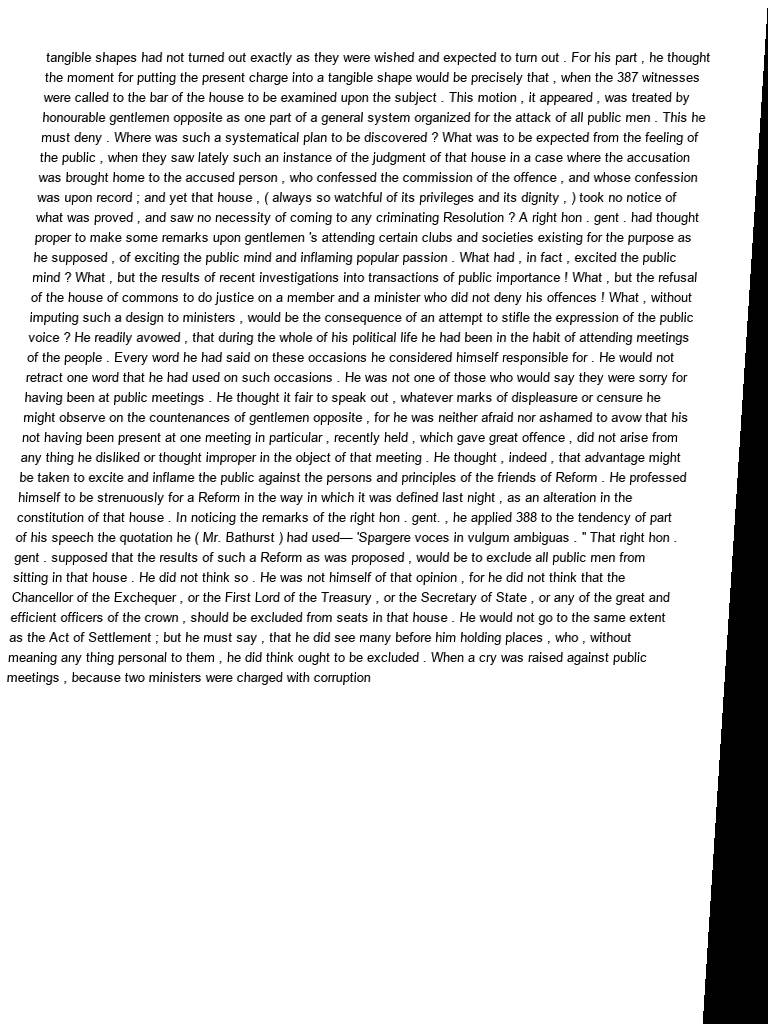 tangible shapes had not turned out exactly as they were wished and expected to turn out . For his part , he thought
the moment for putting the present charge into a tangible shape would be precisely that , when the 387 witnesses
were called to the bar of the house to be examined upon the subject . This motion , it appeared , was treated by
honourable gentlemen opposite as one part of a general system organized for the attack of all public men . This he
must deny . Where was such a systematical plan to be discovered ? What was to be expected from the feeling of
the public , when they saw lately such an instance of the judgment of that house in a case where the accusation
was brought home to the accused person , who confessed the commission of the offence , and whose confession
was upon record ; and yet that house , ( always so watchful of its privileges and its dignity , ) took no notice of
what was proved , and saw no necessity of coming to any criminating Resolution ? A right hon . gent . had thought
proper to make some remarks upon gentlemen 's attending certain clubs and societies existing for the purpose as
he supposed , of exciting the public mind and inflaming popular passion . What had , in fact , excited the public
mind ? What , but the results of recent investigations into transactions of public importance ! What , but the refusal
of the house of commons to do justice on a member and a minister who did not deny his offences ! What , without
imputing such a design to ministers , would be the consequence of an attempt to stifle the expression of the public
voice ? He readily avowed , that during the whole of his political life he had been in the habit of attending meetings
of the people . Every word he had said on these occasions he considered himself responsible for . He would not
retract one word that he had used on such occasions . He was not one of those who would say they were sorry for
having been at public meetings . He thought it fair to speak out , whatever marks of displeasure or censure he
might observe on the countenances of gentlemen opposite , for he was neither afraid nor ashamed to avow that his
not having been present at one meeting in particular , recently held , which gave great offence , did not arise from
any thing he disliked or thought improper in the object of that meeting . He thought , indeed , that advantage might
be taken to excite and inflame the public against the persons and principles of the friends of Reform . He professed
himself to be strenuously for a Reform in the way in which it was defined last night , as an alteration in the
constitution of that house . In noticing the remarks of the right hon . gent. , he applied 388 to the tendency of part
of his speech the quotation he ( Mr. Bathurst ) had used— 'Spargere voces in vulgum ambiguas . " That right hon .
gent . supposed that the results of such a Reform as was proposed , would be to exclude all public men from
sitting in that house . He did not think so . He was not himself of that opinion , for he did not think that the
Chancellor of the Exchequer , or the First Lord of the Treasury , or the Secretary of State , or any of the great and
efficient officers of the crown , should be excluded from seats in that house . He would not go to the same extent
as the Act of Settlement ; but he must say , that he did see many before him holding places , who , without
meaning any thing personal to them , he did think ought to be excluded . When a cry was raised against public
meetings , because two ministers were charged with corruption